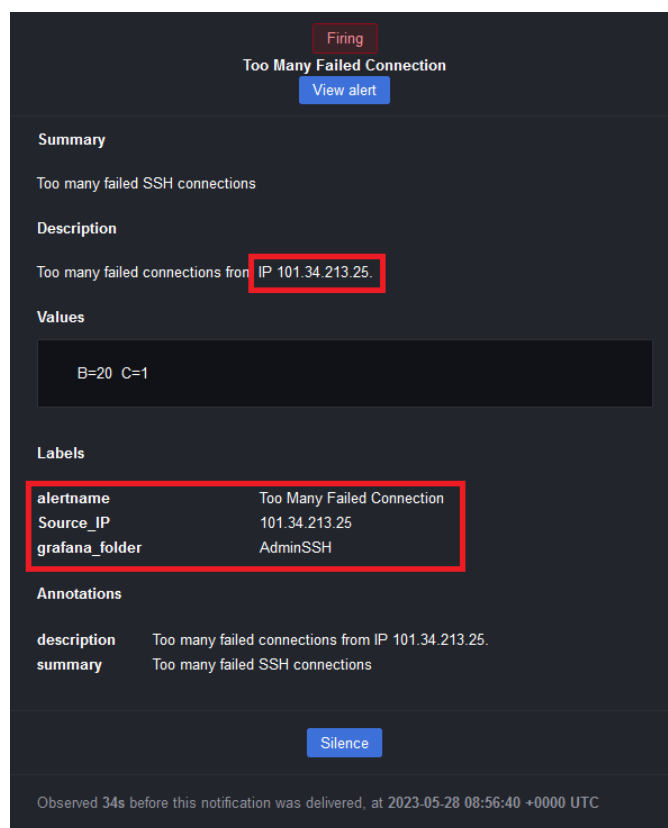 Firing
Too Many Failed Connection
View alert
Summary
Too many failed SSH connections
Description
Too many failed connections from IP 101.34.213.25.
Values
B=20 C=1
Labels
alertname Too Many Failed Connection
Source_IP 101.34.213.25
grafana_folder AdminSSH
Annotations
description Too many failed connections from IP 101.34.213.25.
summary Too many failed SSH connections
Silence
Observed 34s before this notification was delivered, at 2023-05-28 08:56:40 +0000 UTC